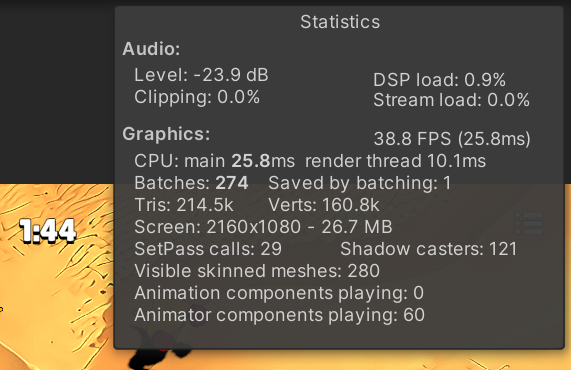 Statistics
Audio:
Level: -23.9 dB
DSP load: 0.9%
Clipping: 0.0%
Stream load: 0.0%
Graphics:
38.8 FPS (25.8ms)
CPU: main 25.8ms render thread 10.1ms
Batches: 274 Saved by batching: 1
Tris: 214.5k Verts: 160.8k
1:44
Screen: 2160x1080 - 26.7 MB
SetPass calls: 29 Shadow casters: 121
Visible skinned meshes: 280
Animation components playing: 0
Animator components playing: 60